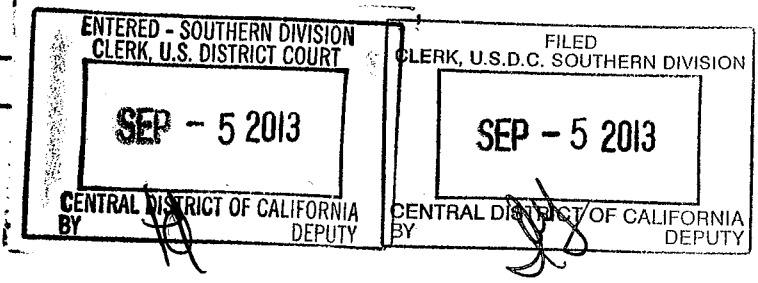 ENTERED - SOUTHERN DIVISION
CLERK, U.S. DISTRICT COURT
SEP - 5 2013
CENTRAL DISTRICT OF CALIFORNIA
BY DEPUTY
FILED
CLERK, U.S.D.C. SOUTHERN DIVISION
SEP - 5 2013
CENTRAL DISTRICT OF CALIFORNIA
BY DEPUTY